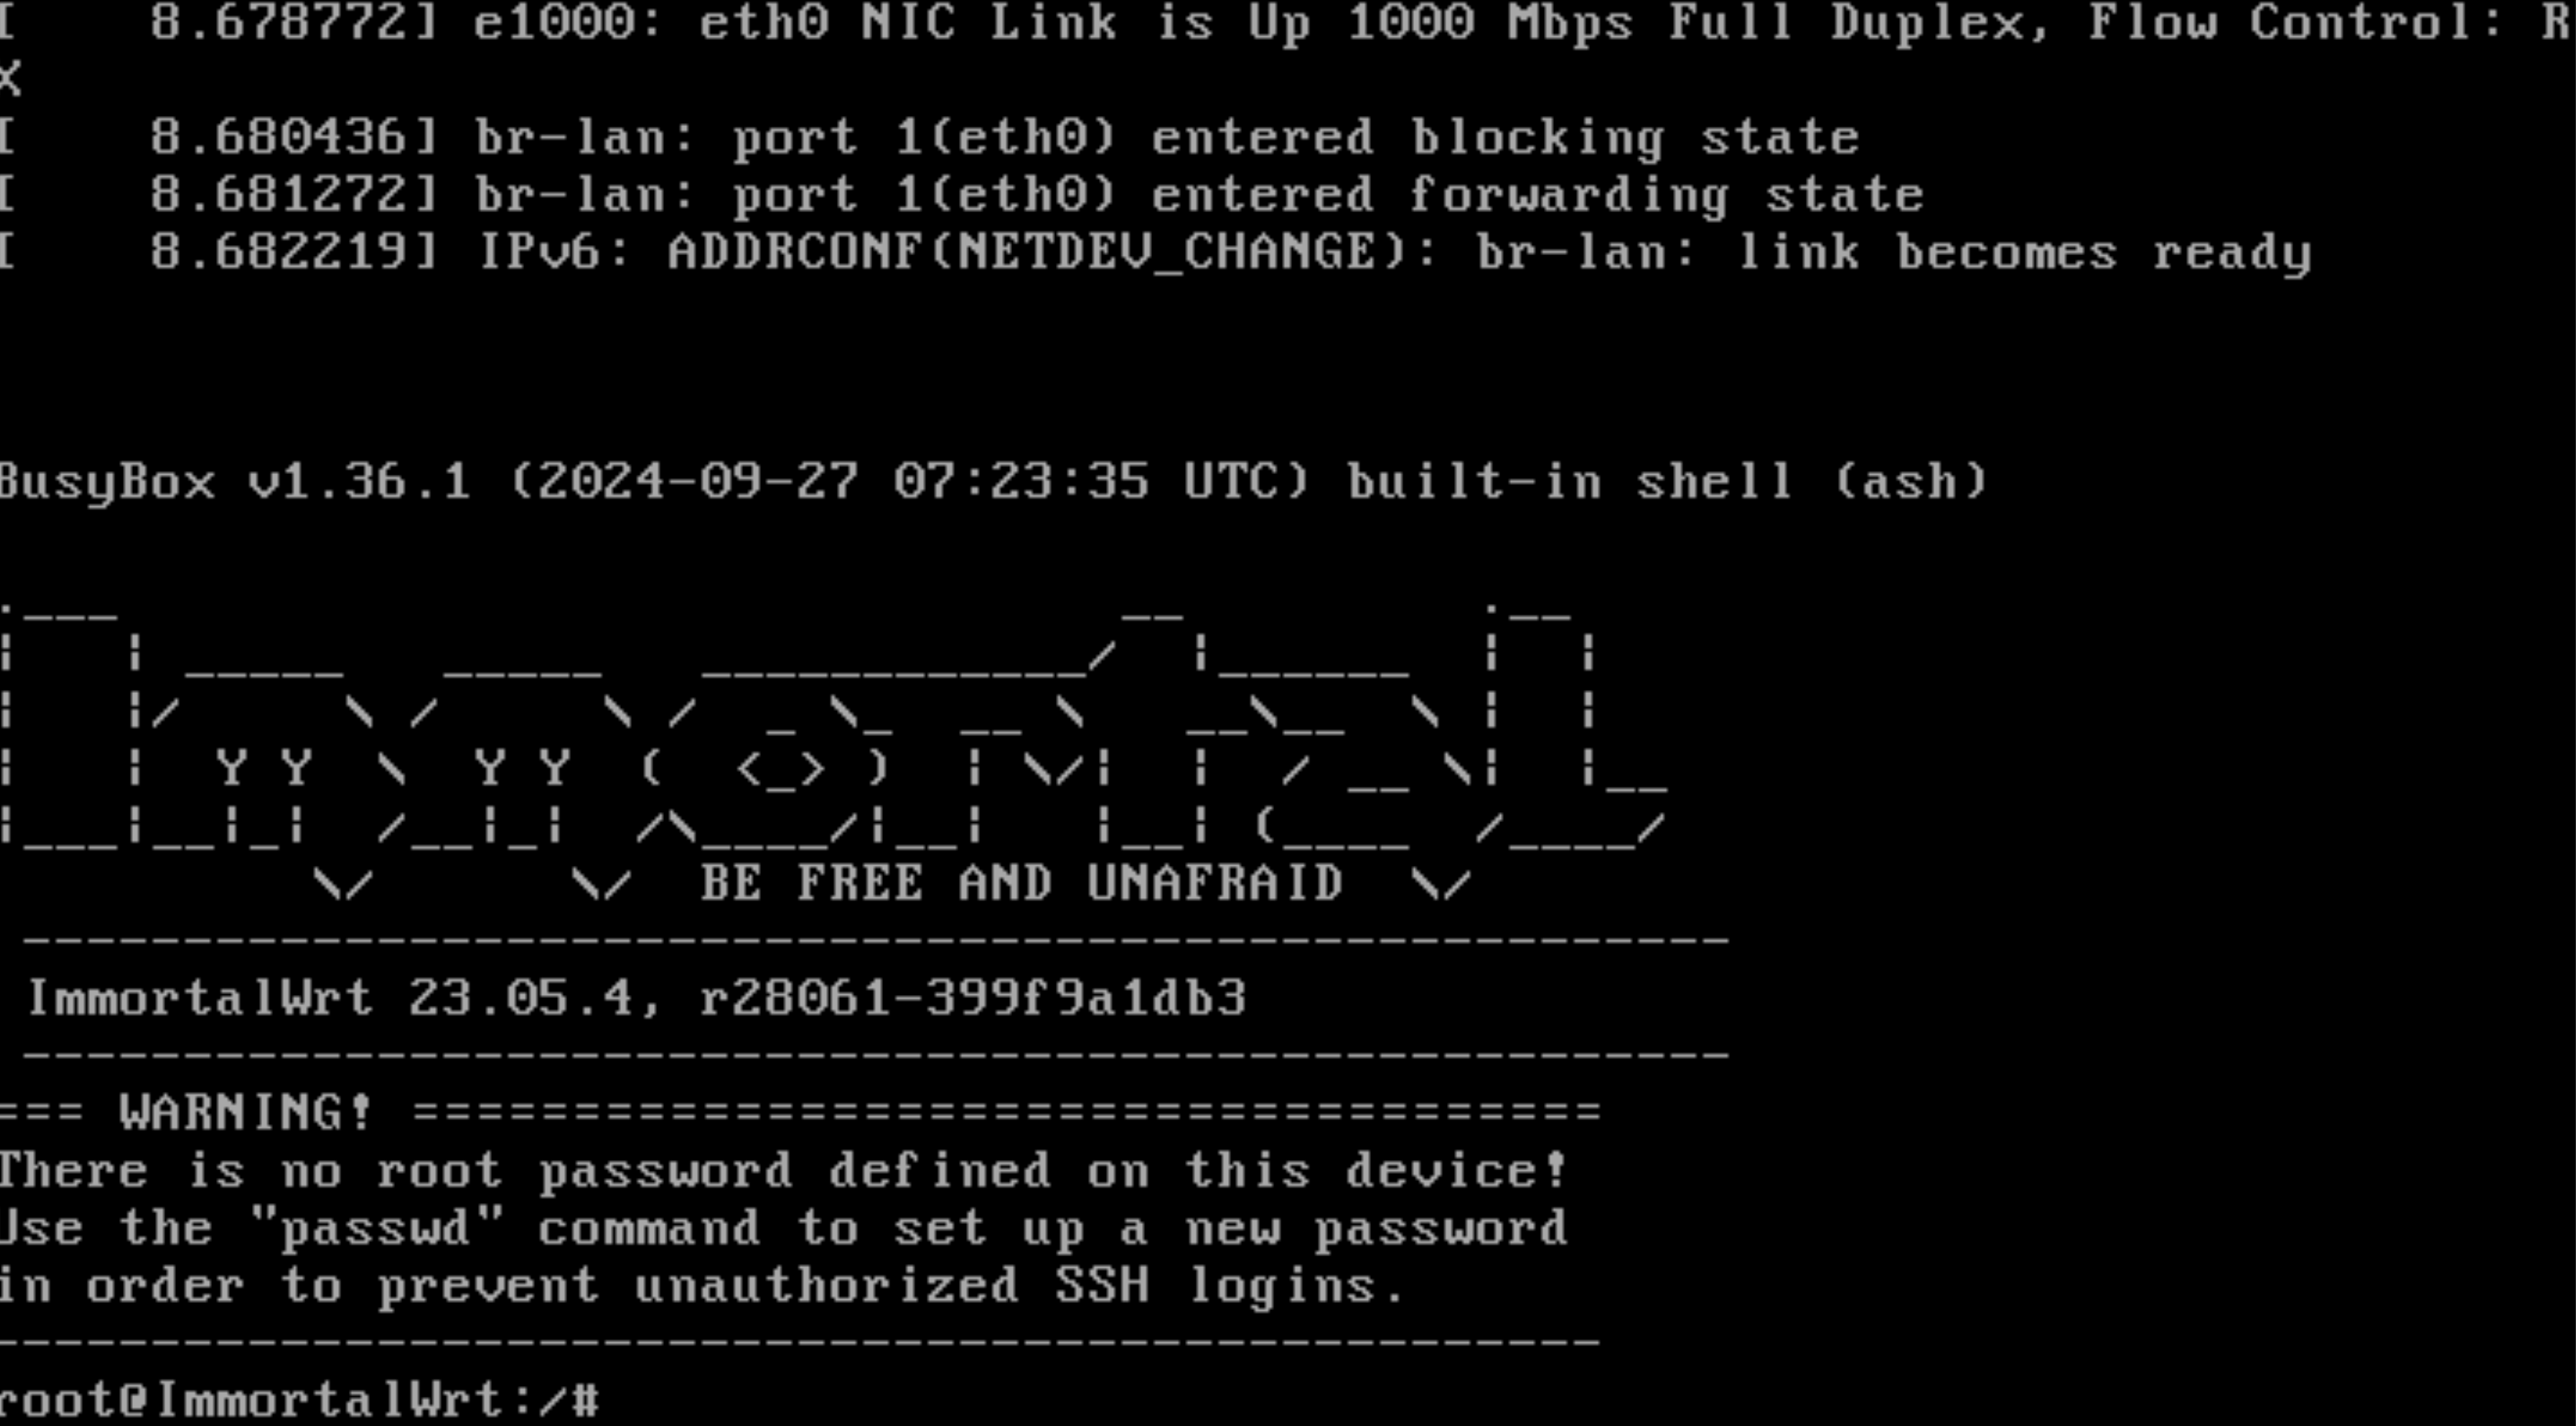 [    8.678772] e1000: eth0 NIC Link is Up 1000 Mbps Full Duplex, Flow Control: R
X
[    8.680436] br-lan: port 1(eth0) entered blocking state
[    8.681272] br-lan: port 1(eth0) entered forwarding state
[    8.682219] IPv6: ADDRCONF(NETDEV_CHANGE): br-lan: link becomes ready
BusyBox v1.36.1 (2024-09-27 07:23:35 UTC) built-in shell (ash)
Immortal
BE FREE AND UNAFRAID
-----------------------------------------------------
ImmortalWrt 23.05.4, r28061-399f9a1db3
-----------------------------------------------------
=== WARNING! =====================================
There is no root password defined on this device!
Use the "passwd" command to set up a new password
in order to prevent unauthorized SSH logins.
--------------------------------------------------
root@ImmortalWrt:/#